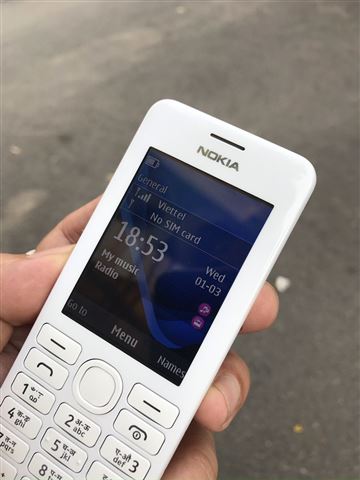 NOKIA
General
Viettel
No SIM card
18:53
Wed
01-03
My music
Radio
Go to
Menu
Names
1
2 abc
3 def
4 ghi
5 jkl
8